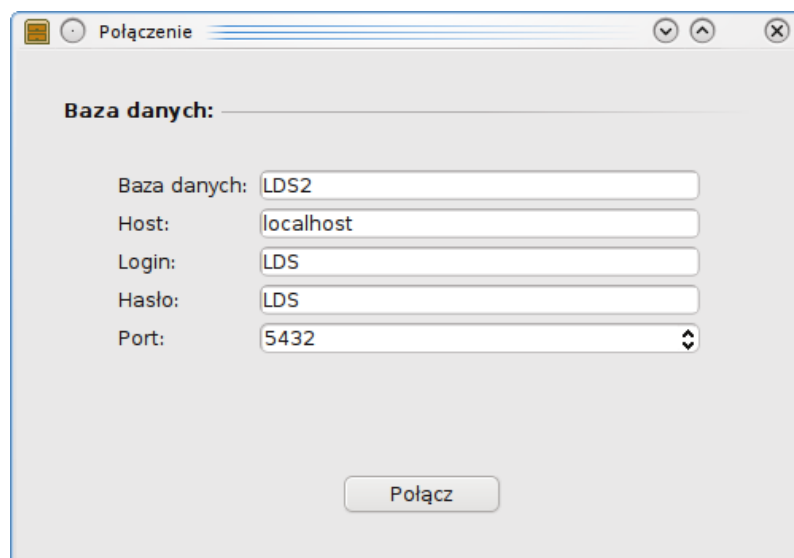 Połączenie
Baza danych:
Baza danych: LDS2
Host: localhost
Login: LDS
Hasło: LDS
Port: 5432
Połącz